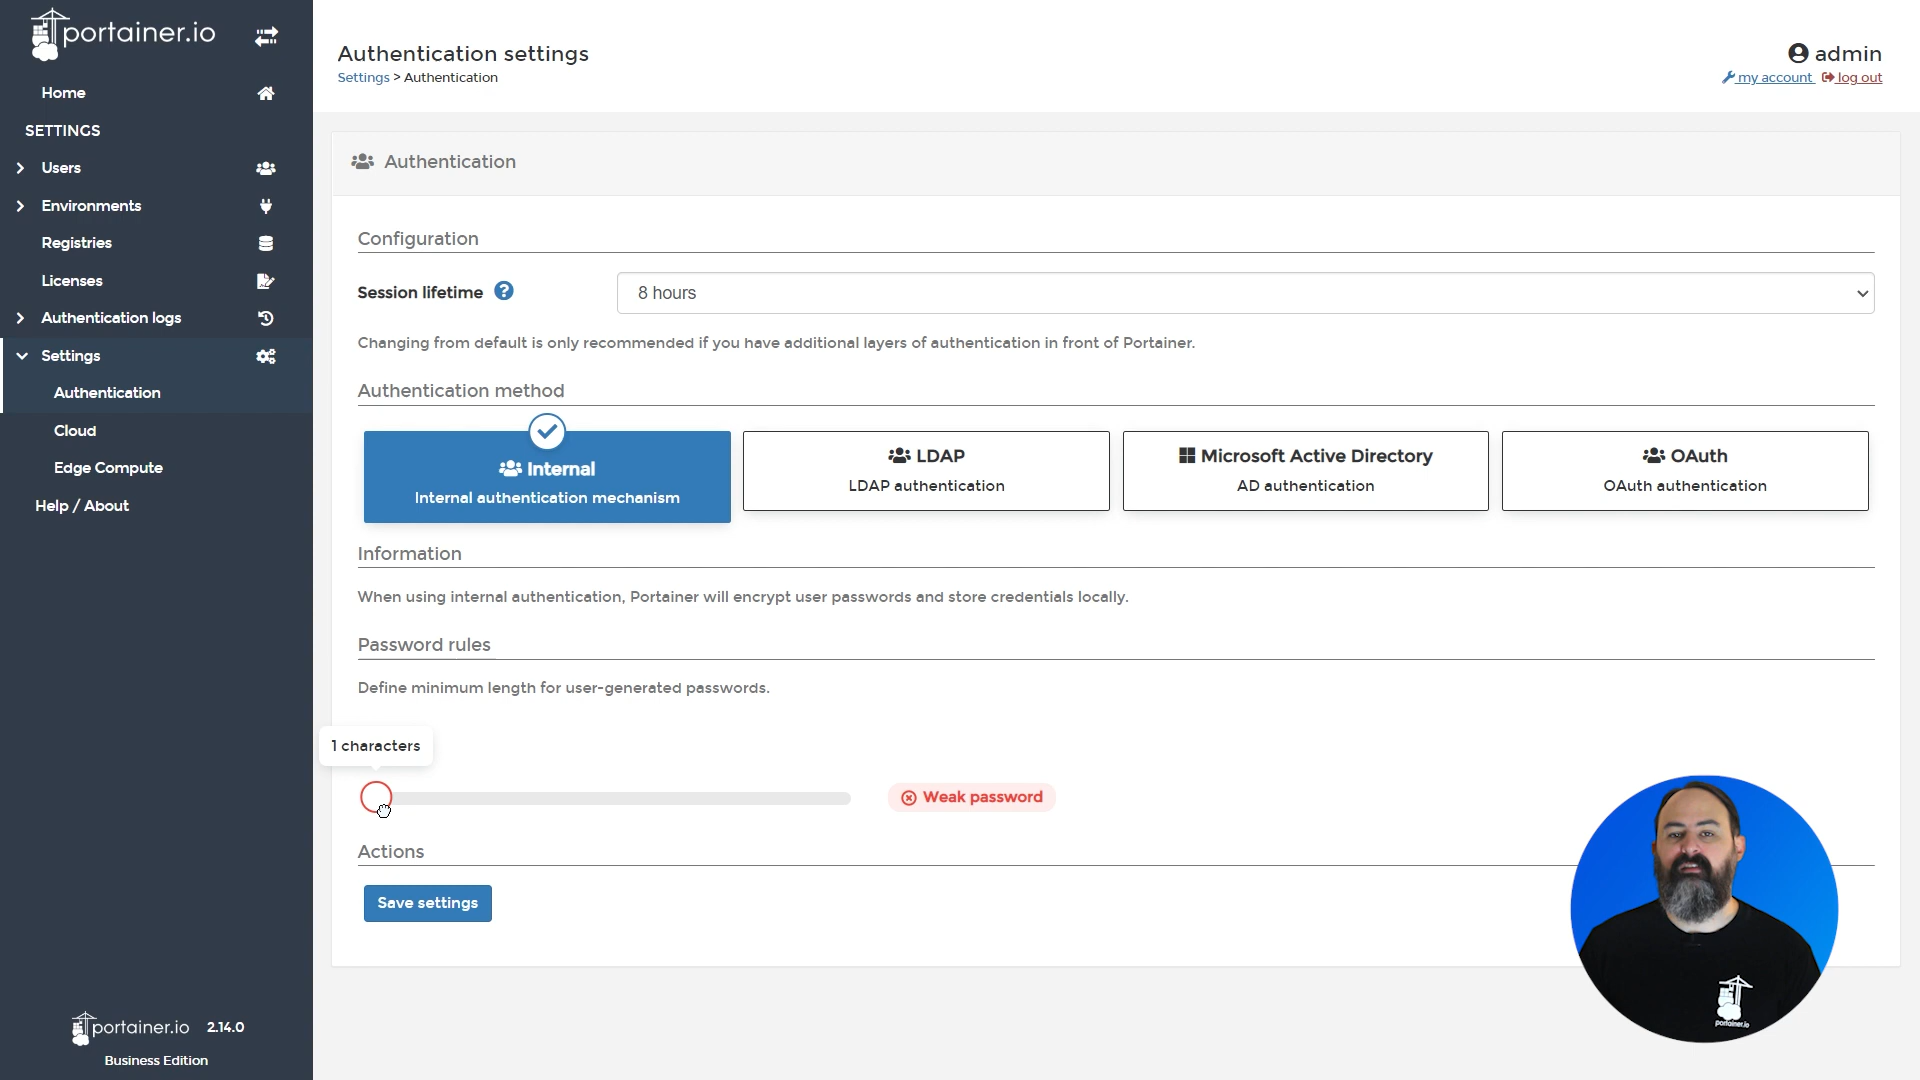 portainer.io
Home
SETTINGS
Users
Environments
Registries
Licenses
Authentication logs
Settings
Authentication
Cloud
Edge Compute
Help / About
portainer.io 2.14.0
Business Edition
Authentication settings
Settings > Authentication
admin
my account log out
Authentication
Configuration
Session lifetime ?
8 hours
Changing from default is only recommended if you have additional layers of authentication in front of Portainer.
Authentication method
Internal
Internal authentication mechanism
LDAP
LDAP authentication
Microsoft Active Directory
AD authentication
OAuth
OAuth authentication
Information
When using internal authentication, Portainer will encrypt user passwords and store credentials locally.
Password rules
Define minimum length for user-generated passwords.
1 characters
Weak password
Actions
Save settings
portainer.io